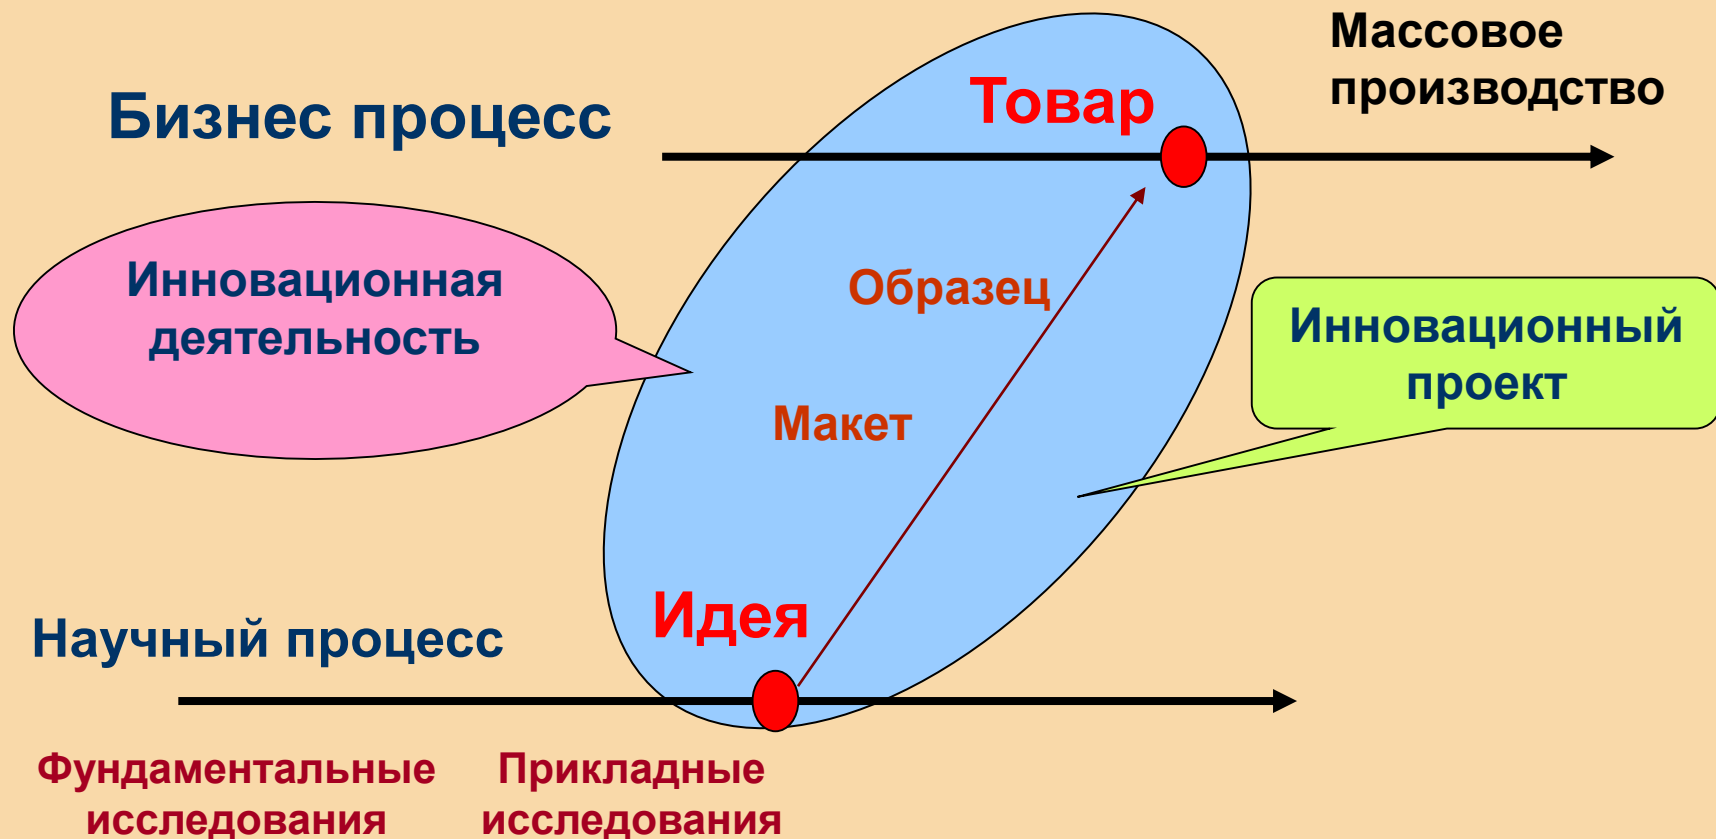 Массовое
производство
Товар
Бизнес процесс
Инновационная
деятельность
Образец
Инновационный
проект
Макет
Идея
Научный процесс
Фундаментальные
исследования
Прикладные
исследования